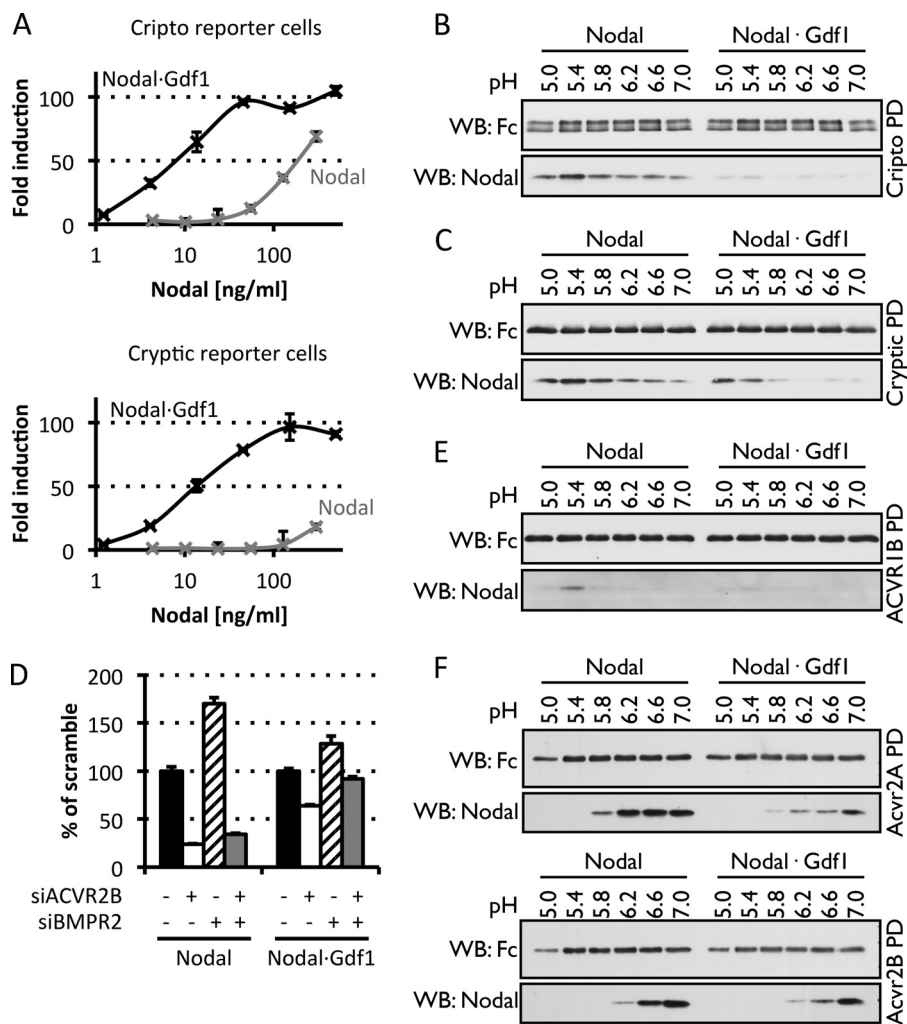 A
Cripto reporter cells
Nodal·Gdf1
100
50
0
Fold induction
Nodal
1 10 100
Nodal [ng/ml]
Cryptic reporter cells
Nodal·Gdf1
100
50
0
Fold induction
Nodal
1 10 100
Nodal [ng/ml]
B
Nodal Nodal · Gdf1
pH 5.0 5.4 5.8 6.2 6.6 7.0 5.0 5.4 5.8 6.2 6.6 7.0
WB: Fc
WB: Nodal
Cripto PD
C
Nodal Nodal · Gdf1
pH 5.0 5.4 5.8 6.2 6.6 7.0 5.0 5.4 5.8 6.2 6.6 7.0
WB: Fc
WB: Nodal
Cryptic PD
E
Nodal Nodal · Gdf1
pH 5.0 5.4 5.8 6.2 6.6 7.0 5.0 5.4 5.8 6.2 6.6 7.0
WB: Fc
WB: Nodal
ACVR1B PD
D
200
150
100
50
0
% of scramble
siACVR2B - + - + - + - +
siBMPR2 - - + + - - + +
Nodal Nodal·Gdf1
F
Nodal Nodal · Gdf1
pH 5.0 5.4 5.8 6.2 6.6 7.0 5.0 5.4 5.8 6.2 6.6 7.0
WB: Fc
WB: Nodal
Acvr2A PD
Nodal Nodal · Gdf1
pH 5.0 5.4 5.8 6.2 6.6 7.0 5.0 5.4 5.8 6.2 6.6 7.0
WB: Fc
WB: Nodal
Acvr2B PD